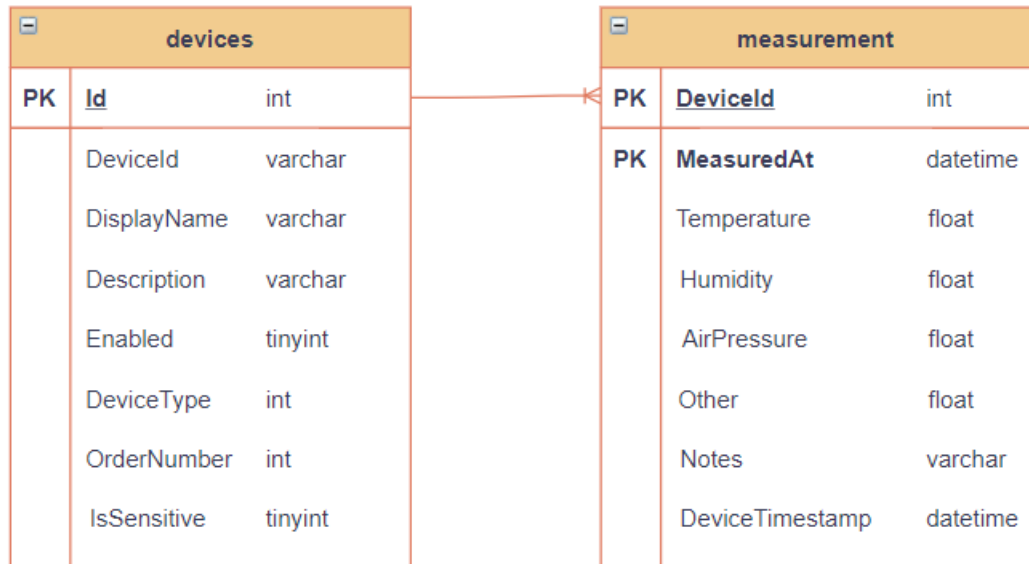 devices
PK Id int
DeviceId varchar
DisplayName varchar
Description varchar
Enabled tinyint
DeviceType int
OrderNumber int
IsSensitive tinyint
measurement
PK DeviceId int
PK MeasuredAt datetime
Temperature float
Humidity float
AirPressure float
Other float
Notes varchar
DeviceTimestamp datetime